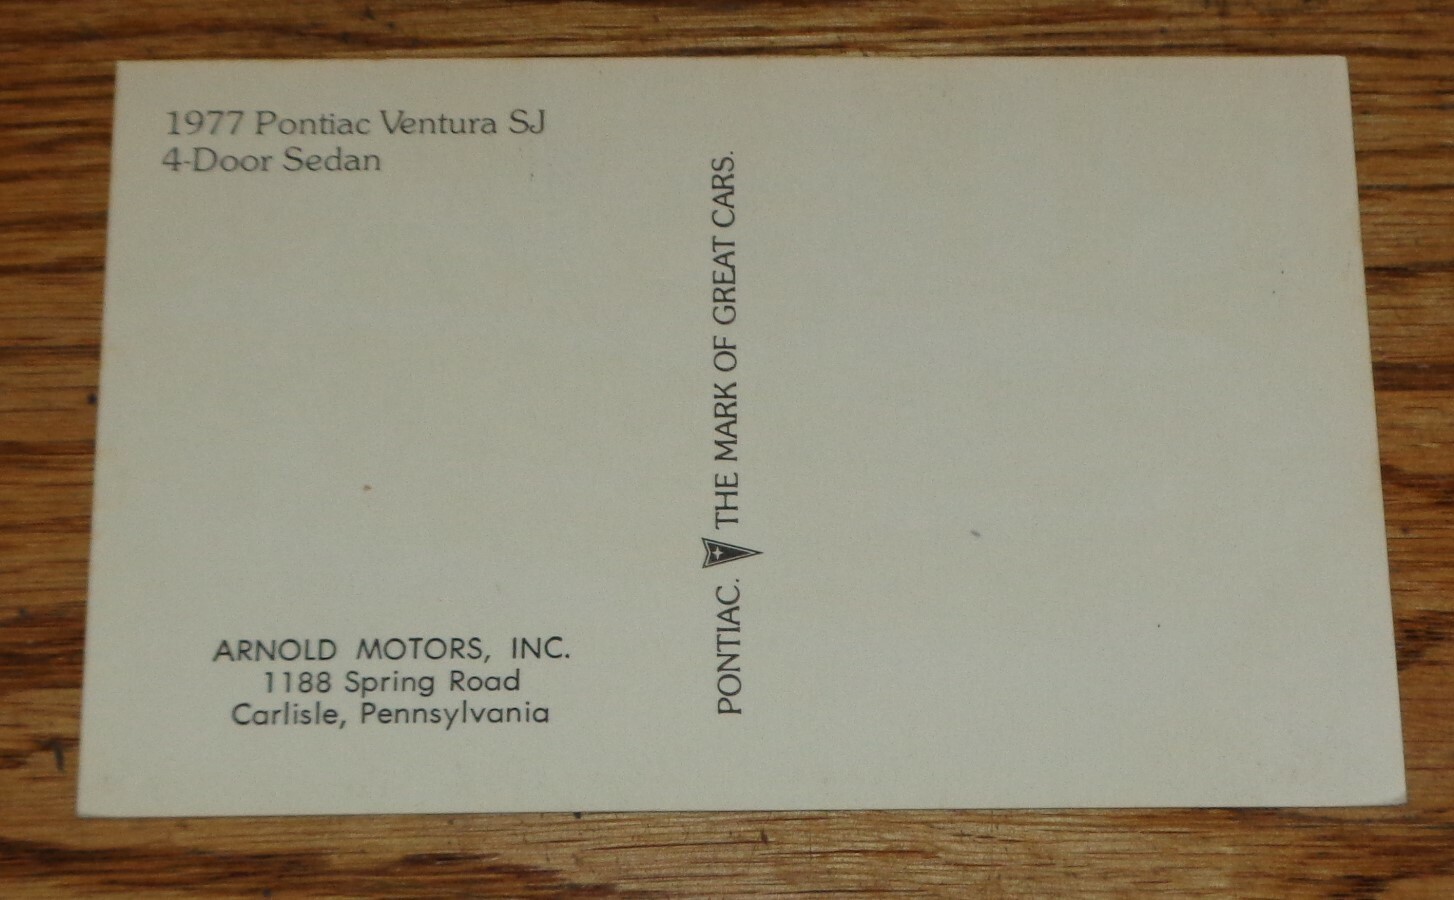 1977 Pontiac Ventura SJ
4-Door Sedan
PONTIAC. THE MARK OF GREAT CARS.
ARNOLD MOTORS, INC.
1188 Spring Road
Carlisle, Pennsylvania